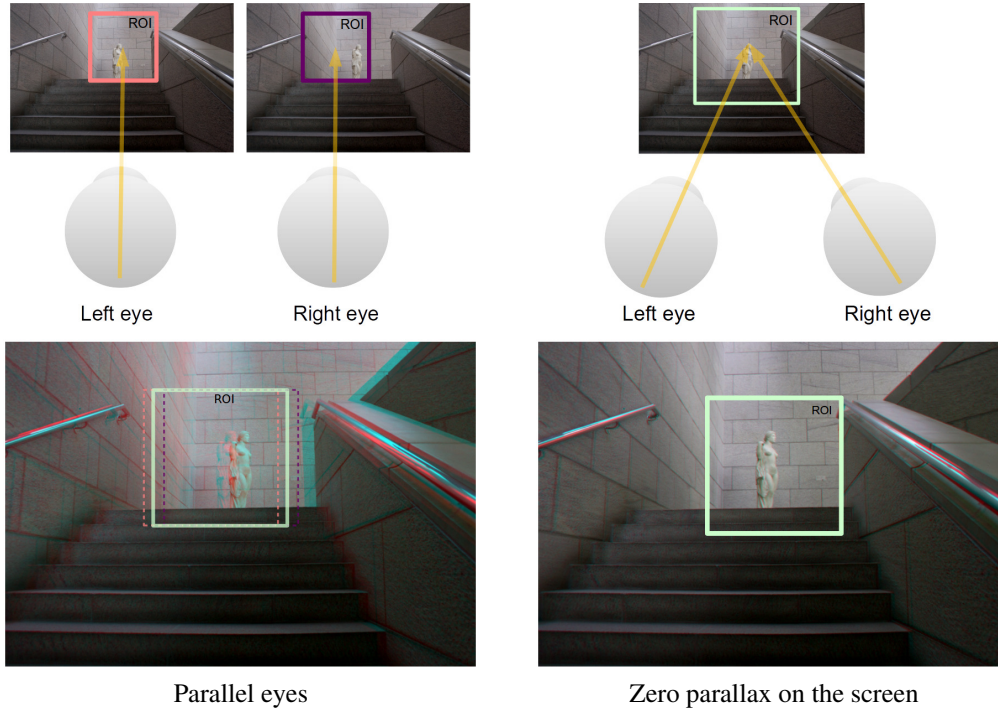 ROI
ROI
ROI
Left eye
Right eye
Left eye
Right eye
ROI
ROI
Parallel eyes
Zero parallax on the screen